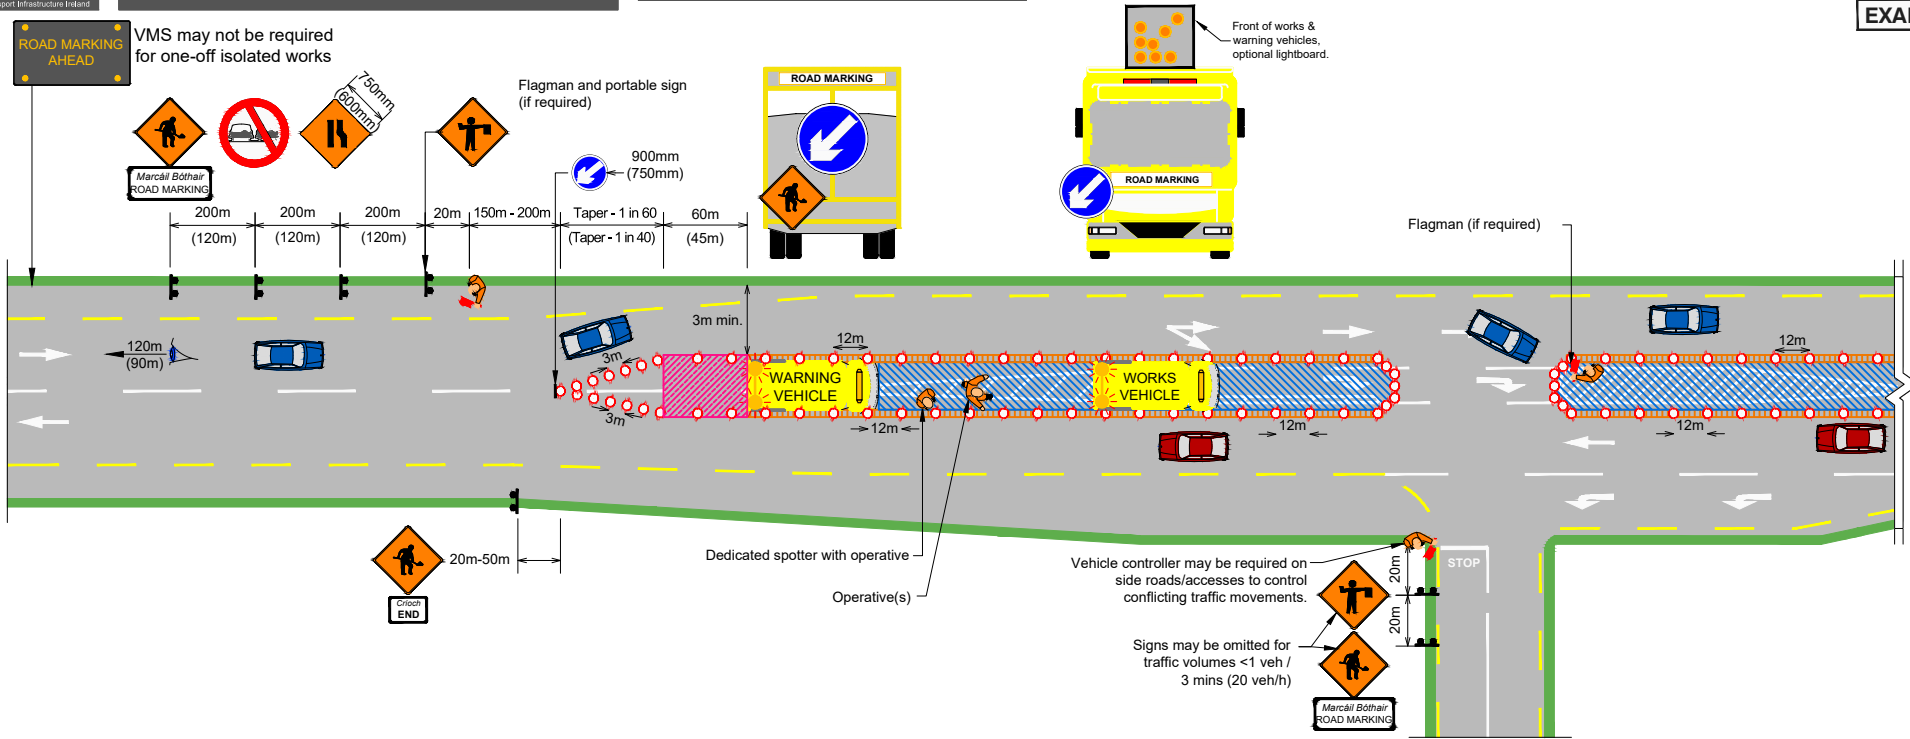 sport Infrastructure Ireland
EXAI
ROAD MARKING
AHEAD
VMS may not be required
for one-off isolated works
750mm
(600mm)
Marcáil Bóthair
ROAD MARKING
Flagman and portable sign
(if required)
900mm
(750mm)
200m
(120m)
200m
(120m)
200m
(120m)
20m
150m - 200m
Taper - 1 in 60
(Taper - 1 in 40)
60m
(45m)
ROAD MARKING
ROAD MARKING
Front of works &
warning vehicles,
optional lightboard.
Flagman (if required)
120m
(90m)
3m
3m
3m min.
12m
WARNING
VEHICLE
12m
WORKS
VEHICLE
12m
12m
12m
20m-50m
Críoch
END
Dedicated spotter with operative
Operative(s)
Vehicle controller may be required on
side roads/accesses to control
conflicting traffic movements.
Signs may be omitted for
traffic volumes <1 veh /
3 mins (20 veh/h)
Marcáil Bóthair
ROAD MARKING
20m
20m
STOP